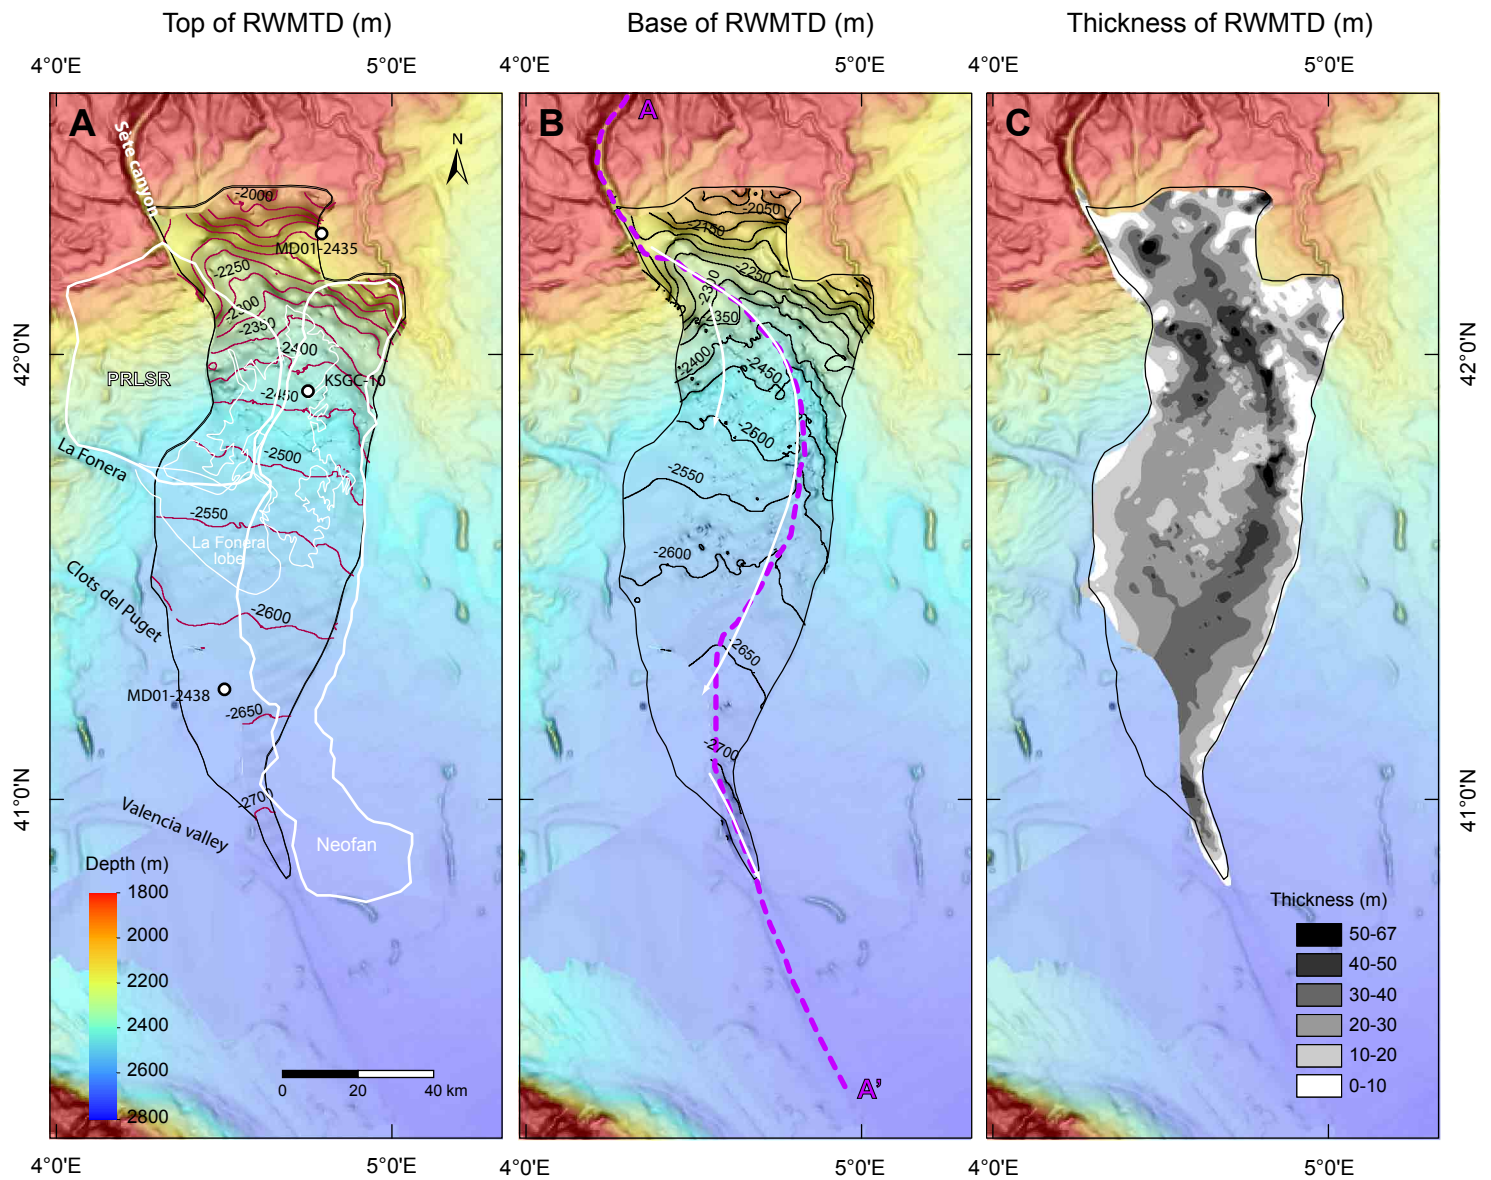 Top of RWMTD (m)
Base of RWMTD (m)
Thickness of RWMTD (m)
4°0'E
5°0'E
4°0'E
5°0'E
4°0'E
5°0'E
A
Sète canyon
N
-2000
MD01-2435
-2250
-2300
-2350
-2400
42°0'N
PRLSR
KSGC-10
-2450
La Fonera
-2500
-2550
La Fonera
lobe
Clots del Puget
-2600
MD01-2438
-2650
41°0'N
-2700
Valencia valley
Neofan
Depth (m)
1800
2000
2200
2400
2600
2800
0
20
40 km
B
A
-2050
-2150
-2250
-2350
-2400
-2450
-2500
-2550
-2600
-2650
-2700
A'
C
42°0'N
41°0'N
Thickness (m)
50-67
40-50
30-40
20-30
10-20
0-10
4°0'E
5°0'E
4°0'E
5°0'E
4°0'E
5°0'E